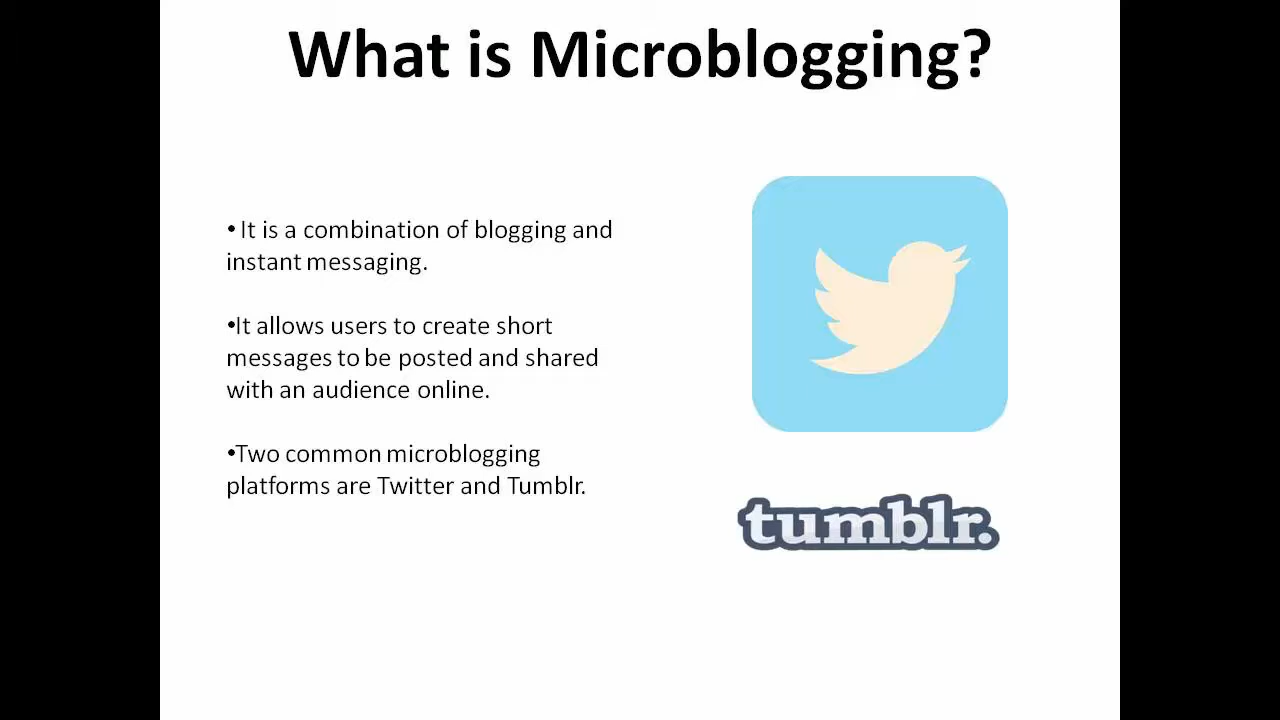 What is Microblogging?
• It is a combination of blogging and
instant messaging.
•It allows users to create short
messages to be posted and shared
with an audience online.
•Two common microblogging
platforms are Twitter and Tumblr.
tumblr.